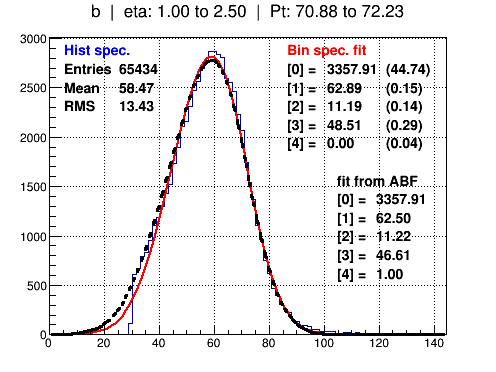 b | eta: 1.00 to 2.50 | Pt: 70.88 to 72.23
Hist spec.
Entries 65434
Mean 58.47
RMS 13.43
Bin spec. fit
[0] = 3357.91 (44.74)
[1] = 62.89 (0.15)
[2] = 11.19 (0.14)
[3] = 48.51 (0.29)
[4] = 0.00 (0.04)
fit from ABF
[0] = 3357.91
[1] = 62.50
[2] = 11.22
[3] = 46.61
[4] = 1.00
3000
2500
2000
1500
1000
500
0
0 20 40 60 80 100 120 140